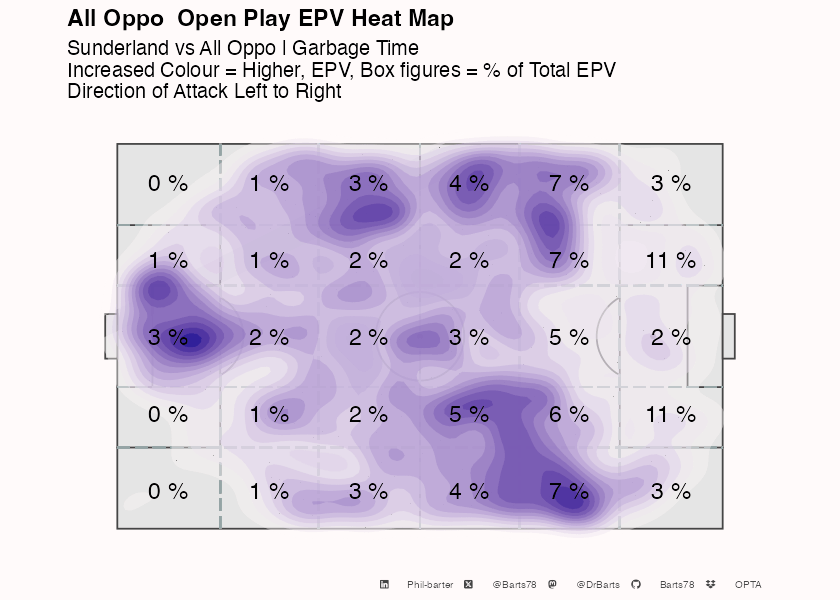 All Oppo  Open Play EPV Heat Map
Sunderland vs All Oppo | Garbage Time
Increased Colour = Higher, EPV, Box figures = % of Total EPV
Direction of Attack Left to Right
0 % 1 % 3 % 4 % 7 % 3 %
1 % 1 % 2 % 2 % 7 % 11 %
3 % 2 % 2 % 3 % 5 % 2 %
0 % 1 % 2 % 5 % 6 % 11 %
0 % 1 % 3 % 4 % 7 % 3 %
Phil-barter @Barts78 @DrBarts Barts78 OPTA